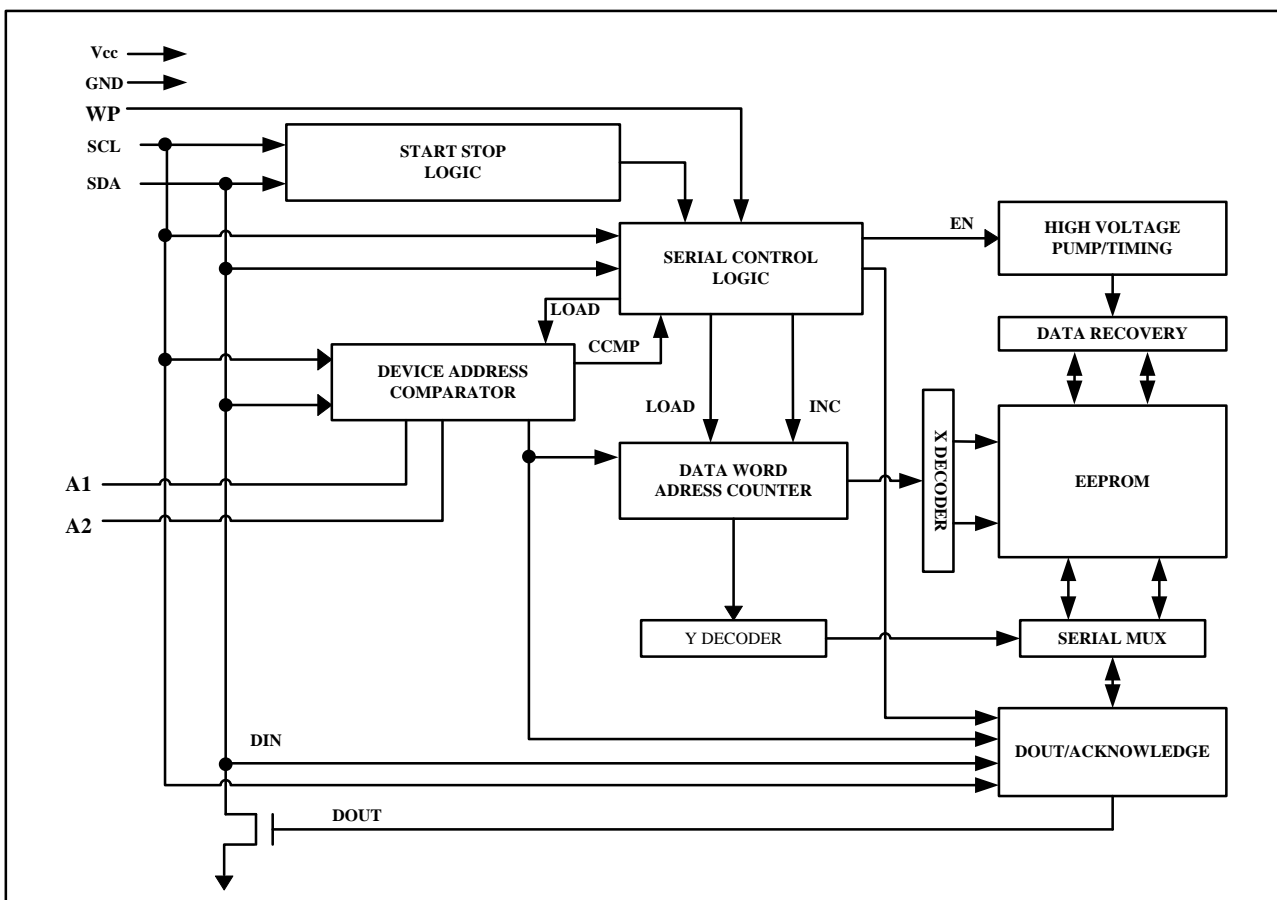 Vcc
GND
WP
SCL
SDA
START STOP
LOGIC
SERIAL CONTROL
LOGIC
EN
HIGH VOLTAGE
PUMP/TIMING
LOAD
CCMP
DATA RECOVERY
DEVICE ADDRESS
COMPARATOR
LOAD
INC
X DECODER
A1
A2
DATA WORD
ADRESS COUNTER
EEPROM
Y DECODER
SERIAL MUX
DIN
DOUT/ACKNOWLEDGE
DOUT